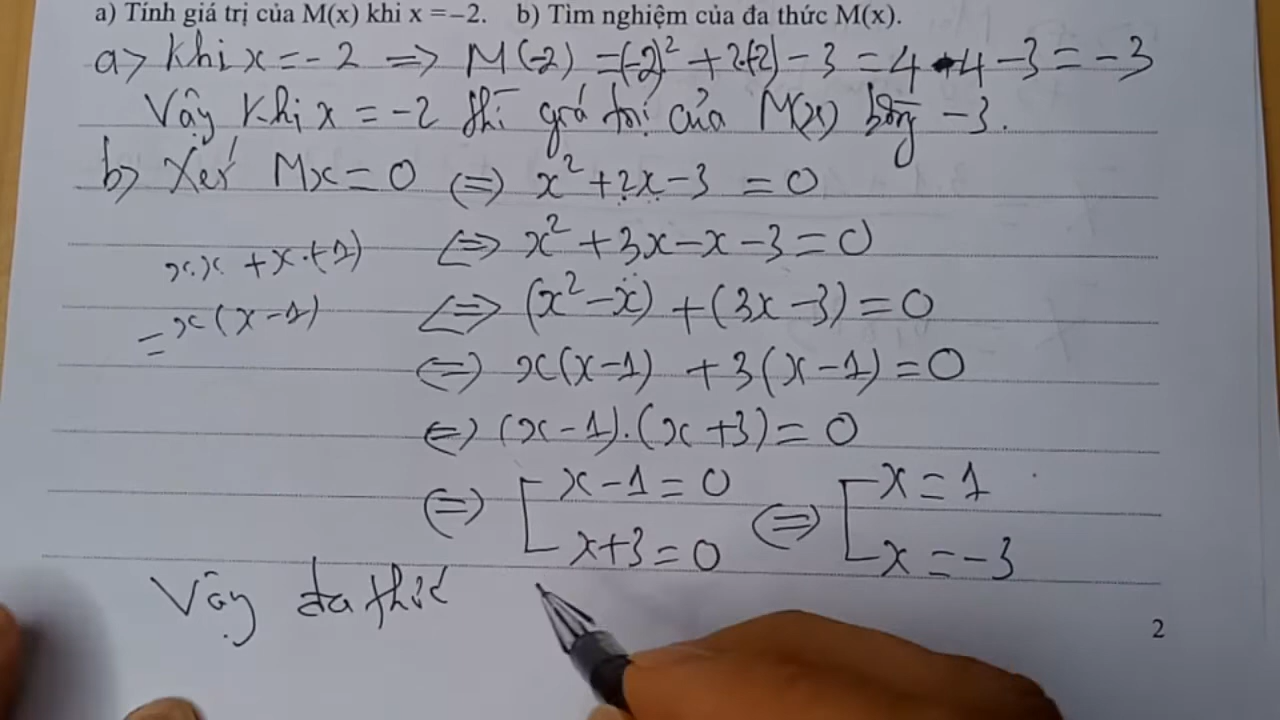 a) Tính giá trị của M(x) khi x = −2. b) Tìm nghiệm của đa thức M(x).
a> Khi x = -2 => M(-2) = (-2)² + 2.(-2) - 3 = 4 - 4 - 3 = -3
Vậy khi x = -2 thì giá trị của M(x) bằng -3.
b> Xét Mx = 0 <=> x² + 2x - 3 = 0
x.x + x.(-1) <=> x² + 3x - x - 3 = 0
= x(x-1) <=> (x² - x) + (3x - 3) = 0
<=> x(x-1) + 3(x-1) = 0
<=> (x-1).(x+3) = 0
<=> [ x - 1 = 0 <=> [ x = 1
x + 3 = 0 x = -3
Vậy đa thức
2